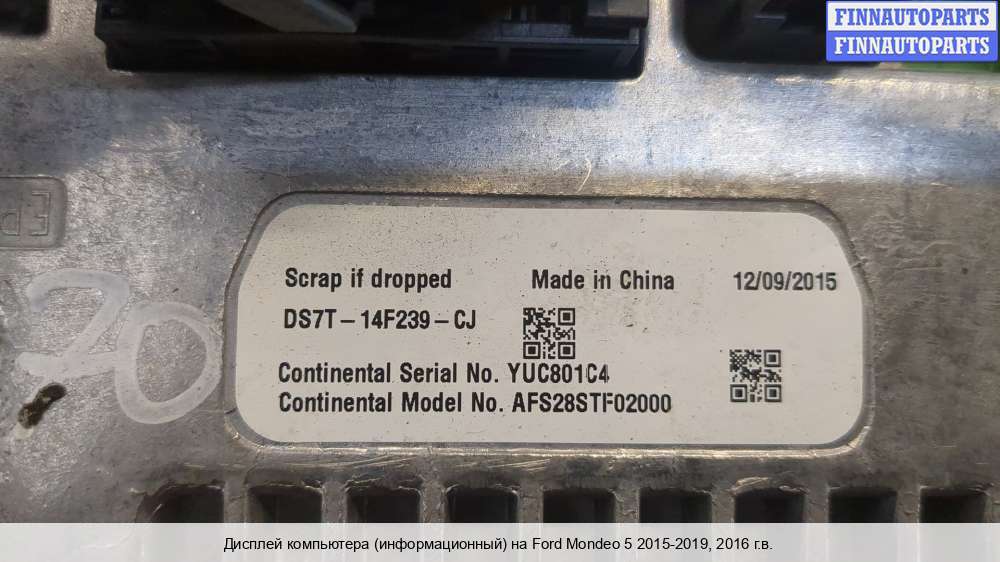 FINNAUTOPARTS
FINNAUTOPARTS
Scrap if dropped Made in China 12/09/2015
DS7T-14F239-CJ
Continental Serial No. YUC801C4
Continental Model No. AFS28STF02000
20
Дисплей компьютера (информационный) на Ford Mondeo 5 2015-2019, 2016 г.в.